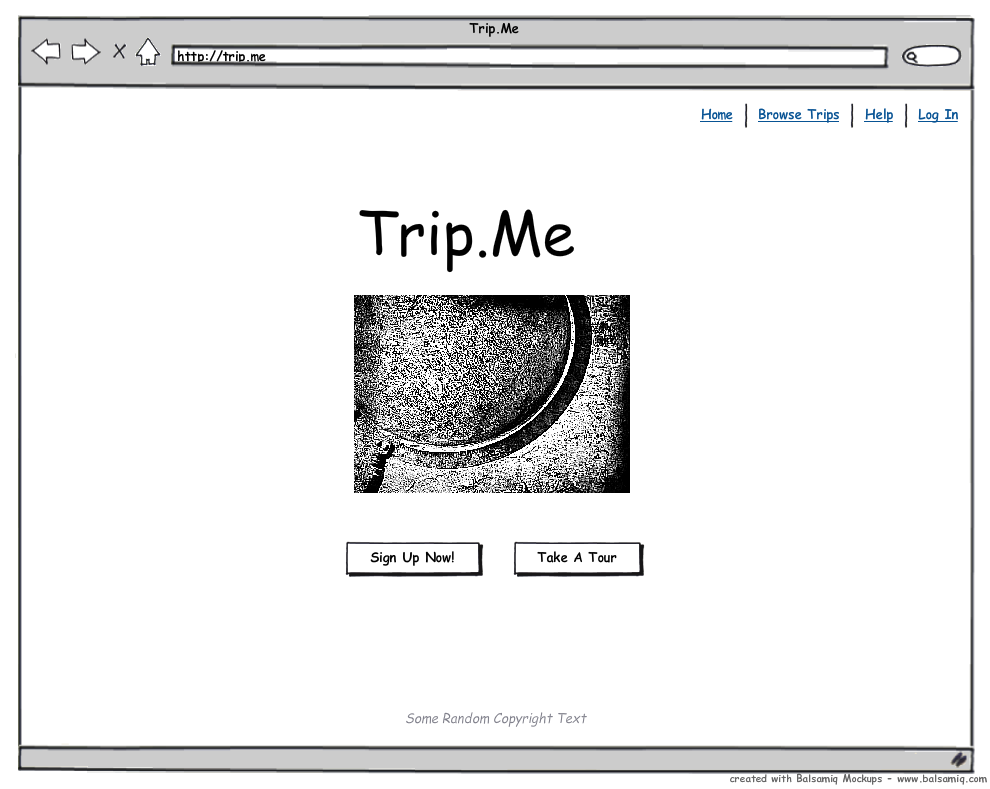 Trip.Me
http://trip.me
Home
Browse Trips
Help
Log In
Trip.Me
Sign Up Now!
Take A Tour
Some Random Copyright Text
created with Balsamiq Mockups - www.balsamiq.com